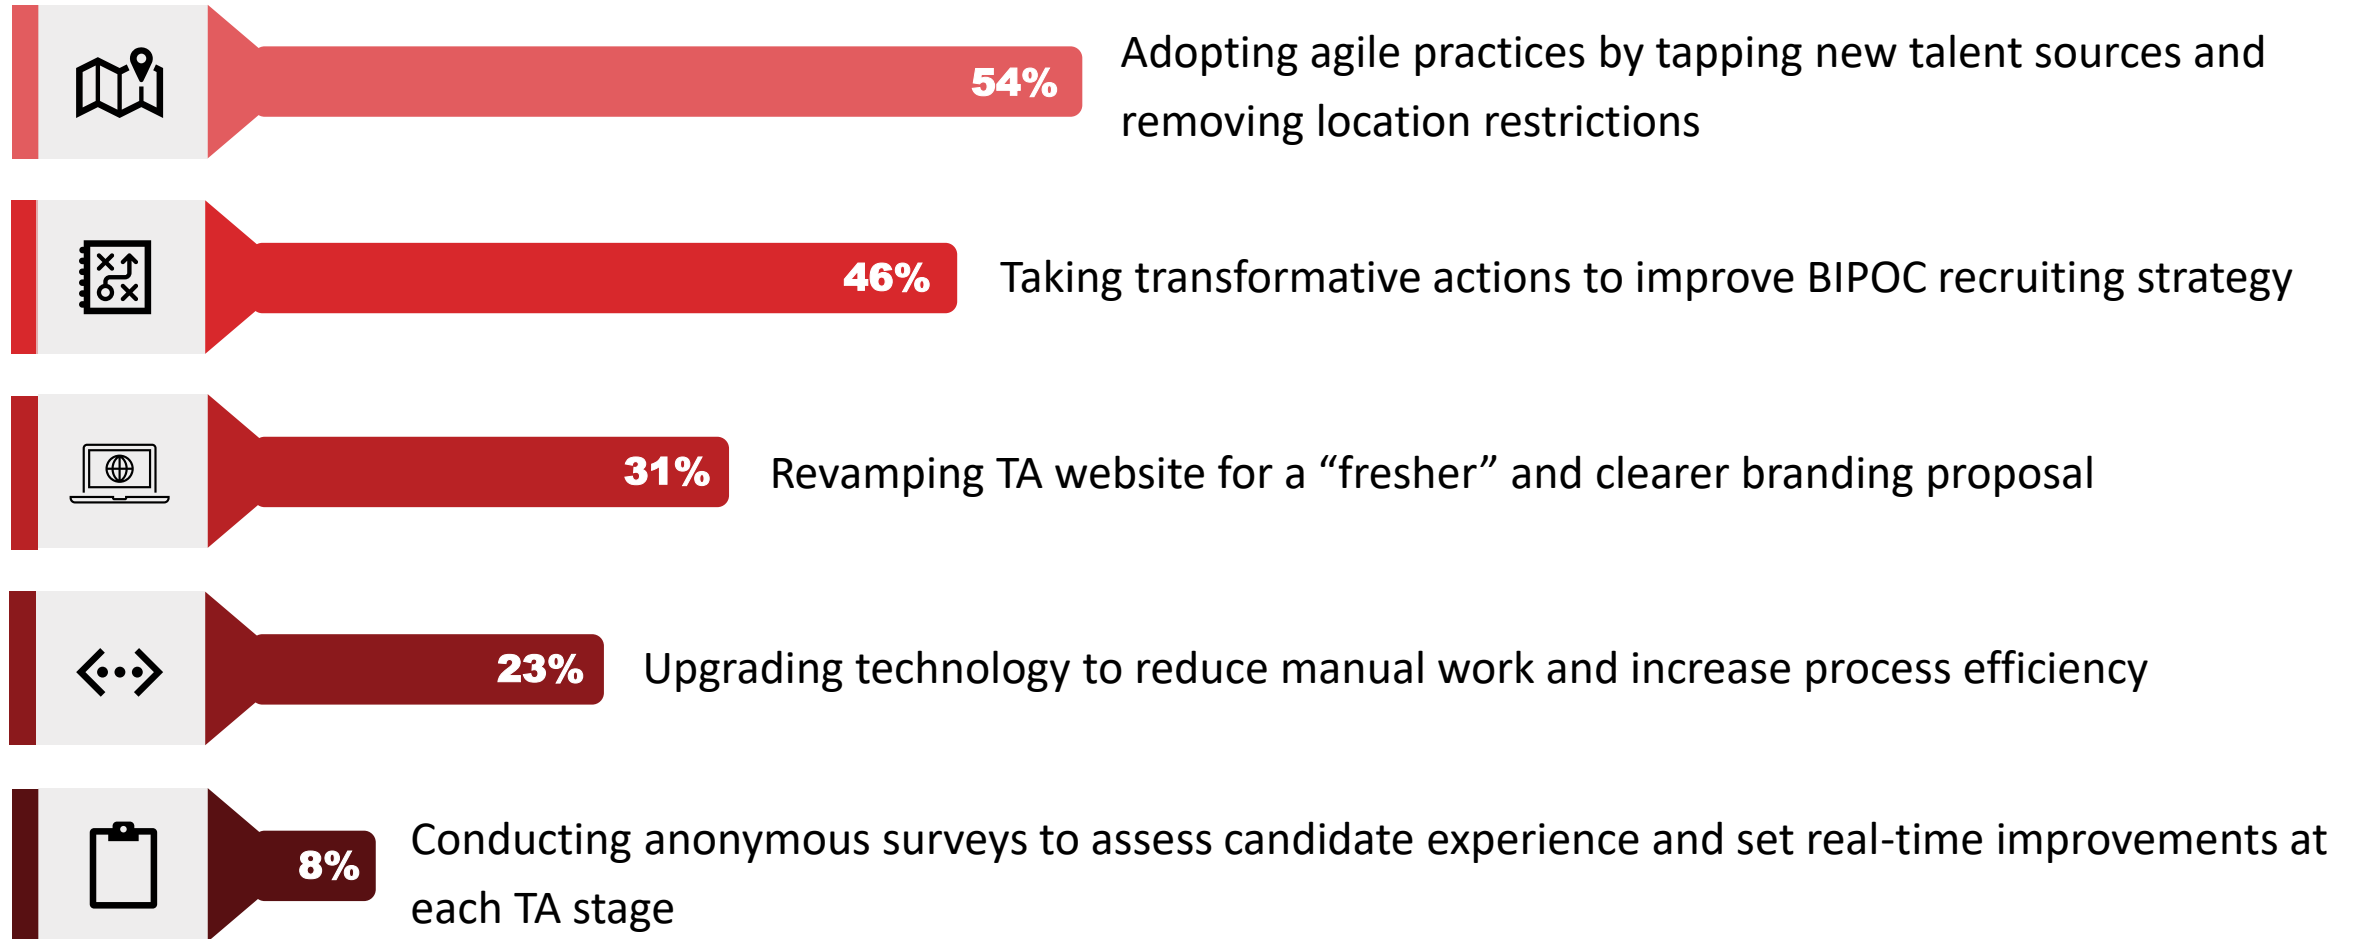 54%
Adopting agile practices by tapping new talent sources and
removing location restrictions
46%
Taking transformative actions to improve BIPOC recruiting strategy
31%
Revamping TA website for a “fresher” and clearer branding proposal
23%
Upgrading technology to reduce manual work and increase process efficiency
8%
Conducting anonymous surveys to assess candidate experience and set real-time improvements at
each TA stage